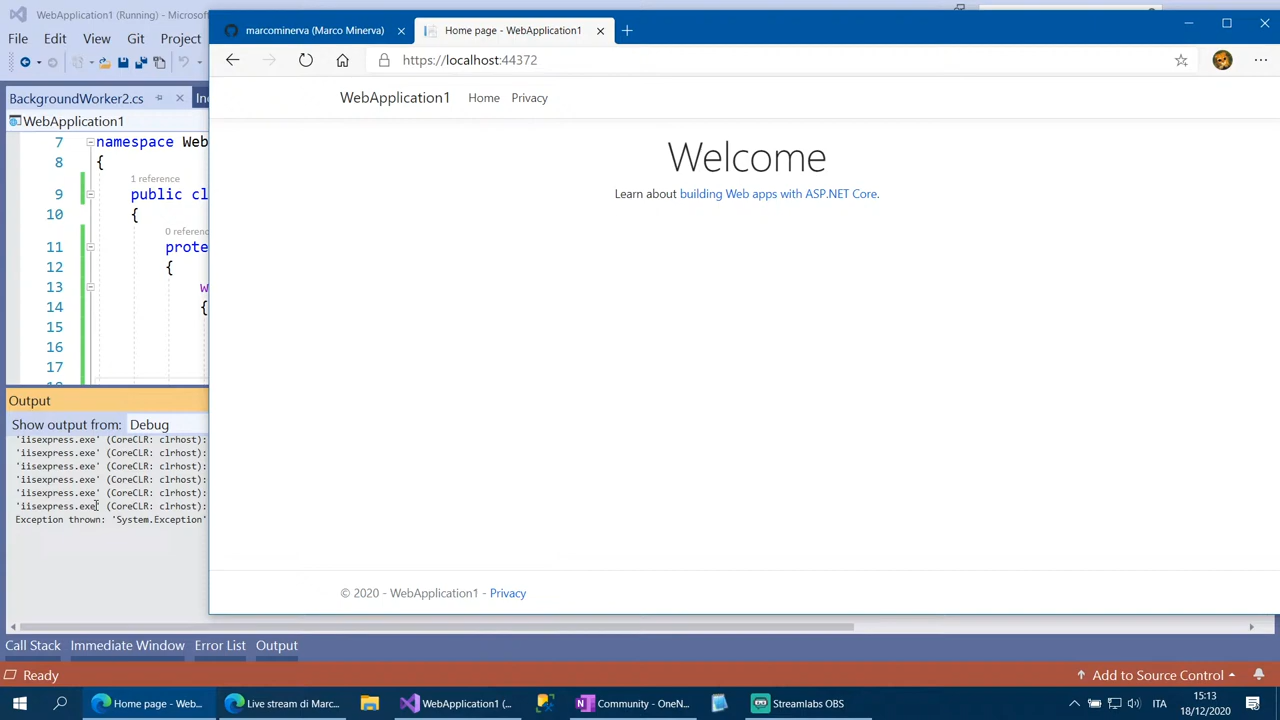 WebApplication1 (Running) - Microsof
File Edit View Git Project
BackgroundWorker2.cs
WebApplication1
7 namespace Web
8 {
1 reference
9 public cl
10 {
0 referenc
11 prote
12 {
13 w
14 {
15
16
17
Output
Show output from: Debug
'iisexpress.exe' (CoreCLR: clrhost):
'iisexpress.exe' (CoreCLR: clrhost):
'iisexpress.exe' (CoreCLR: clrhost):
'iisexpress.exe' (CoreCLR: clrhost):
'iisexpress.exe' (CoreCLR: clrhost):
'iisexpress.exe' (CoreCLR: clrhost):
Exception thrown: 'System.Exception'
marcominerva (Marco Minerva)
Home page - WebApplication1
https://localhost:44372
WebApplication1 Home Privacy
Welcome
Learn about building Web apps with ASP.NET Core.
© 2020 - WebApplication1 - Privacy
Call Stack Immediate Window Error List Output
Ready
Add to Source Control
Home page - Web...
Live stream di Marc...
WebApplication1 (...
Community - OneN...
Streamlabs OBS
ITA
15:13
18/12/2020